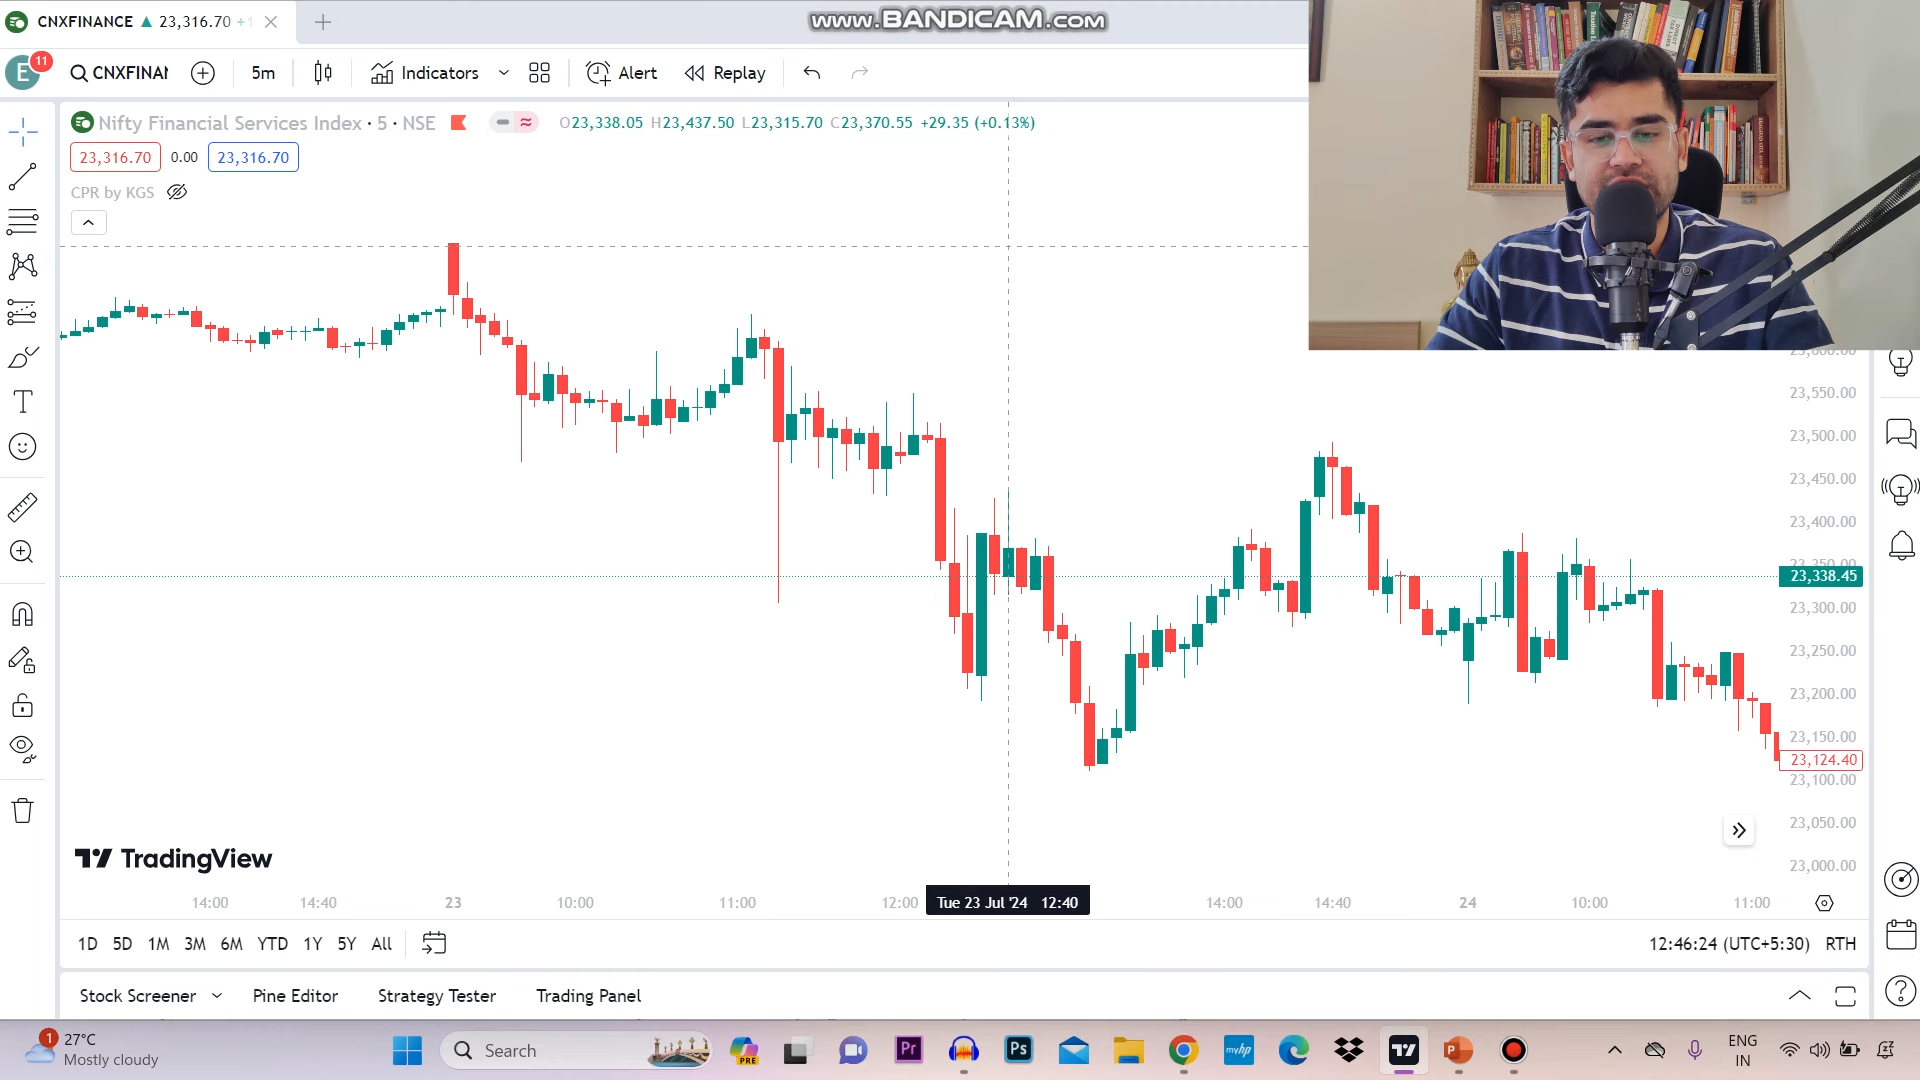 CNXFINANCE ▲ 23,316.70
www.BANDICAM.com
E
11
CNXFINAN
5m
Indicators
Alert
Replay
Nifty Financial Services Index · 5 · NSE
O23,338.05 H23,437.50 L23,315.70 C23,370.55 +29.35 (+0.13%)
23,316.70
0.00
23,316.70
CPR by KGS
23,550.00
23,500.00
23,450.00
23,400.00
23,338.45
23,300.00
23,250.00
23,200.00
23,150.00
23,124.40
23,100.00
23,050.00
23,000.00
TradingView
14:00
14:40
23
10:00
11:00
12:00
Tue 23 Jul '24 12:40
14:00
14:40
24
10:00
11:00
1D 5D 1M 3M 6M YTD 1Y 5Y All
12:46:24 (UTC+5:30) RTH
Stock Screener
Pine Editor
Strategy Tester
Trading Panel
1
27°C
Mostly cloudy
Search
PRE
Pr
Ps
myhp
P
ENG
IN